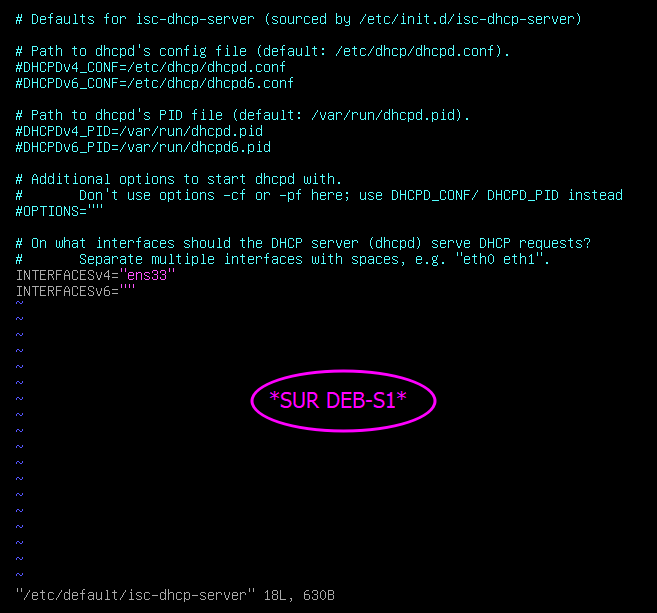 # Defaults for isc-dhcp-server (sourced by /etc/init.d/isc-dhcp-server)
# Path to dhcpd's config file (default: /etc/dhcp/dhcpd.conf).
#DHCPDv4_CONF=/etc/dhcp/dhcpd.conf
#DHCPDv6_CONF=/etc/dhcp/dhcpd6.conf
# Path to dhcpd's PID file (default: /var/run/dhcpd.pid).
#DHCPDv4_PID=/var/run/dhcpd.pid
#DHCPDv6_PID=/var/run/dhcpd6.pid
# Additional options to start dhcpd with.
#       Don't use options -cf or -pf here; use DHCPD_CONF/ DHCPD_PID instead
#OPTIONS=""
# On what interfaces should the DHCP server (dhcpd) serve DHCP requests?
#       Separate multiple interfaces with spaces, e.g. "eth0 eth1".
INTERFACESv4="ens33"
INTERFACESv6=""
~
~
~
~
~
~
*SUR DEB-S1*
~
~
~
~
~
~
~
~
~
~
~
~
"/etc/default/isc-dhcp-server" 18L, 630B